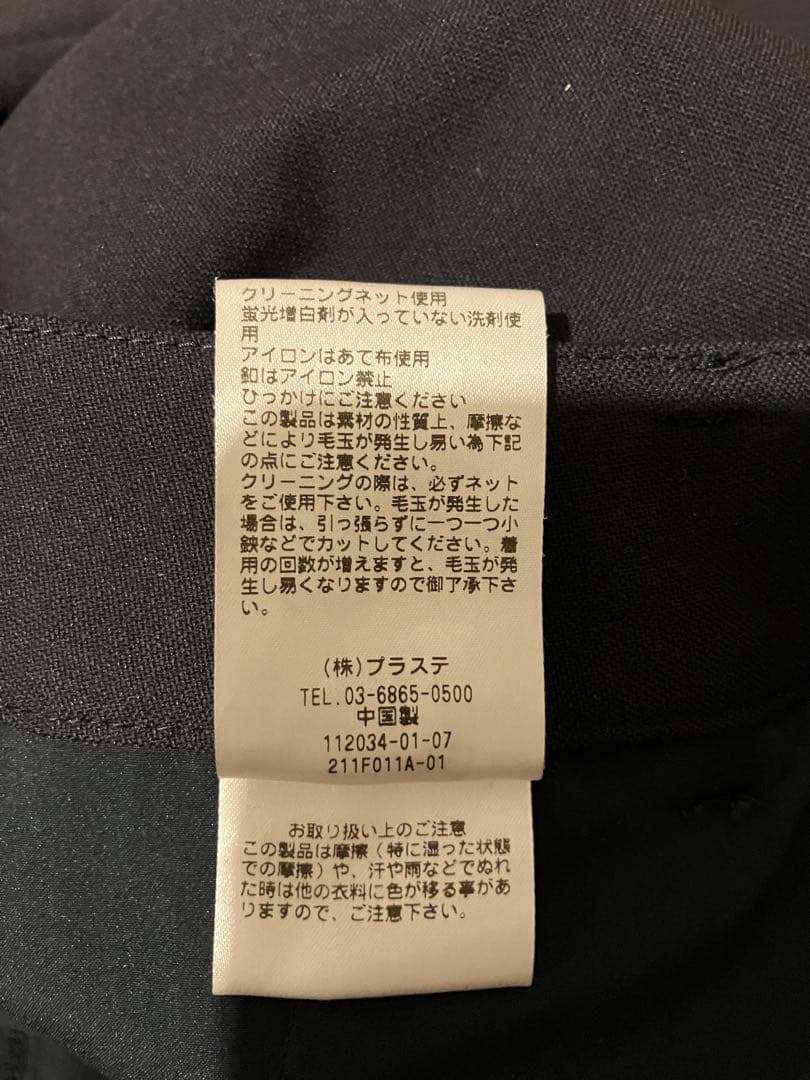 クリーニングネット使用
蛍光増白剤が入っていない洗剤使
用
アイロンはあて布使用
釦はアイロン禁止
ひっかけにご注意ください
この製品は素材の性質上、摩擦な
どにより毛玉が発生し易い為下記
の点にご注意ください。
クリーニングの際は、必ずネット
をご使用下さい。毛玉が発生した
場合は、引っ張らずに一つ一つ小
鋏などでカットしてください。着
用の回数が増えますと、毛玉が発
生し易くなりますので御了承下さ
い。
(株)プラステ
TEL.03-6865-0500
中国製
112034-01-07
211F011A-01
お取り扱い上のご注意
この製品は摩擦(特に湿った状態
での摩擦)や、汗や雨などでぬれ
た時は他の衣料に色が移る事があ
りますので、ご注意下さい。